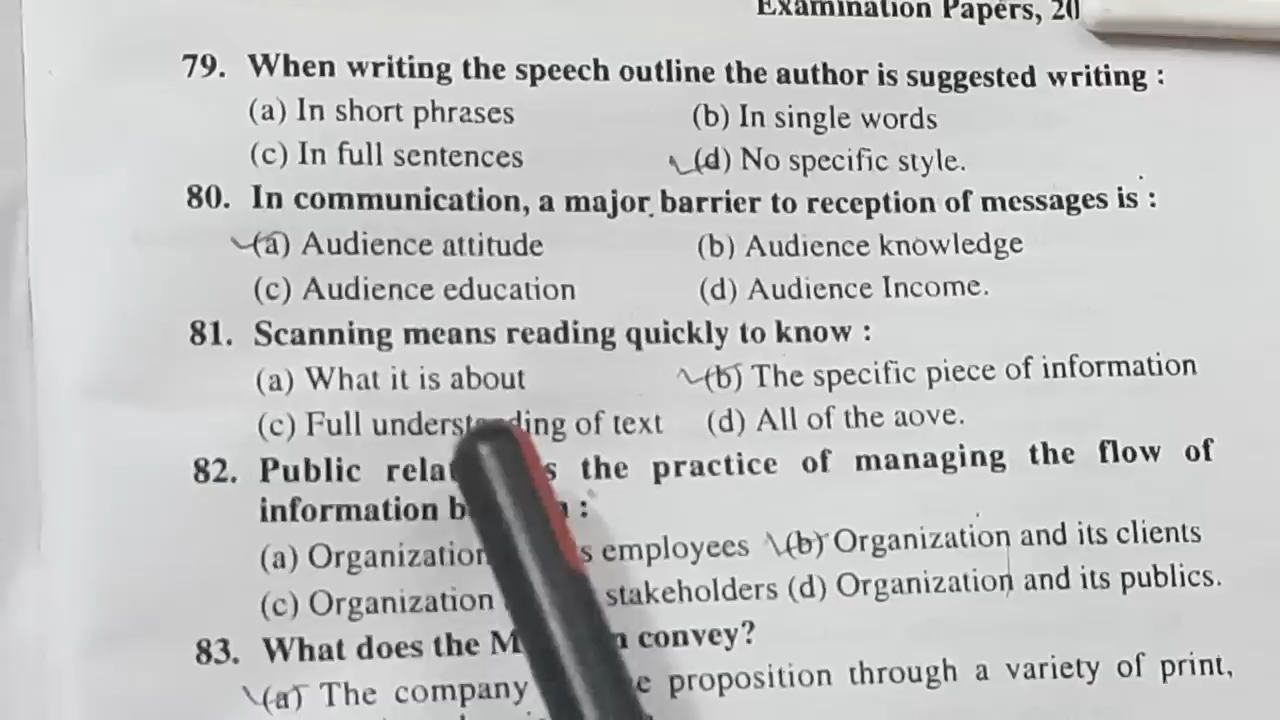 Examination Papers, 20
79. When writing the speech outline the author is suggested writing :
(a) In short phrases (b) In single words
(c) In full sentences (d) No specific style.
80. In communication, a major barrier to reception of messages is :
(a) Audience attitude (b) Audience knowledge
(c) Audience education (d) Audience Income.
81. Scanning means reading quickly to know :
(a) What it is about (b) The specific piece of information
(c) Full understanding of text (d) All of the aove.
82. Public the practice of managing the flow of
information :
(a) Organization employees (b) Organization and its clients
(c) Organization stakeholders (d) Organization and its publics.
83. What does the convey?
(a) The company proposition through a variety of print,